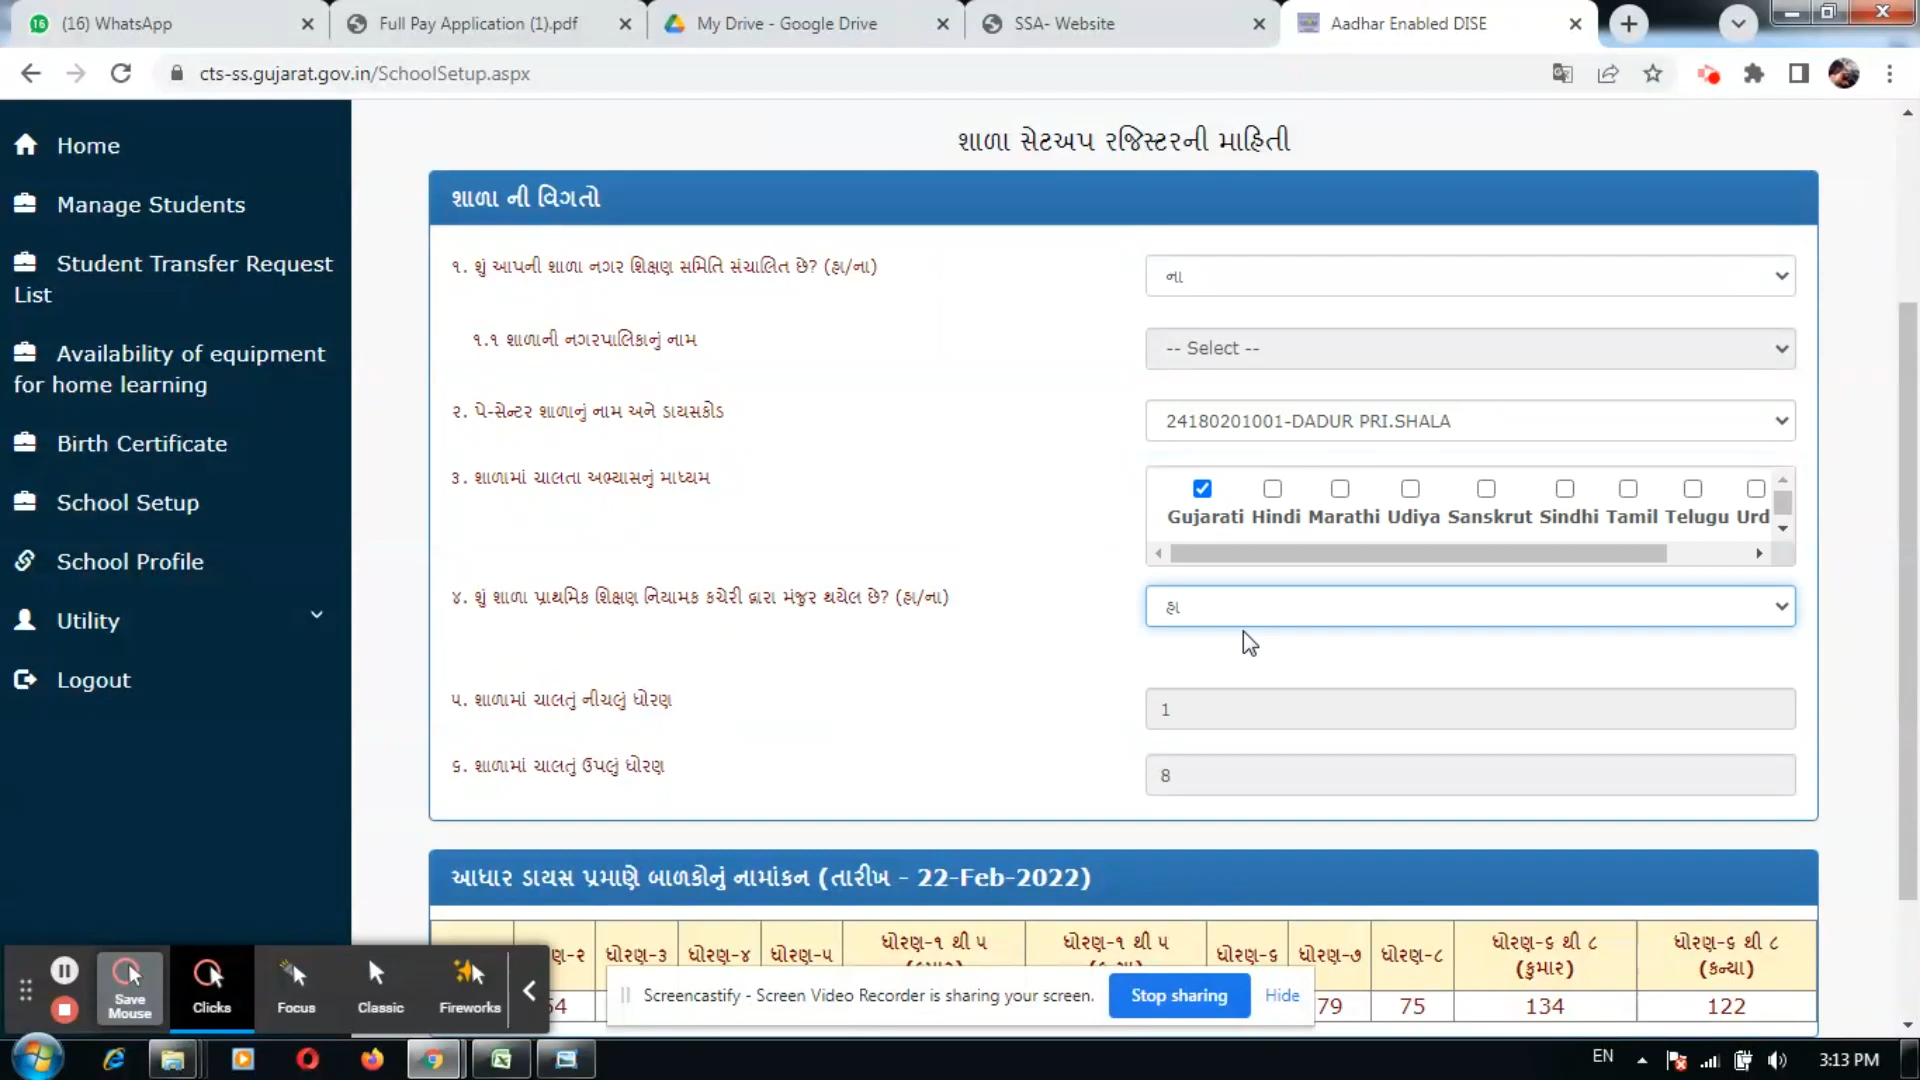 (16) WhatsApp
Full Pay Application (1).pdf
My Drive - Google Drive
SSA- Website
Aadhar Enabled DISE
cts-ss.gujarat.gov.in/SchoolSetup.aspx
Home
Manage Students
Student Transfer Request
List
Availability of equipment
for home learning
Birth Certificate
School Setup
School Profile
Utility
Logout
શાળા સેટઅપ રજિસ્ટરની માહિતી
શાળા ની વિગતો
૧. શું આપની શાળા નગર શિક્ષણ સમિતિ સંચાલિત છે? (હા/ના)
ના
૧.૧ શાળાની નગરપાલિકાનું નામ
-- Select --
૨. પે-સેન્ટર શાળાનું નામ અને ડાયસકોડ
24180201001-DADUR PRI.SHALA
૩. શાળામાં ચાલતા અભ્યાસનું માધ્યમ
Gujarati Hindi Marathi Udiya Sanskrut Sindhi Tamil Telugu Urd
૪. શું શાળા પ્રાથમિક શિક્ષણ નિયામક કચેરી દ્વારા મંજુર થયેલ છે? (હા/ના)
હા
૫. શાળામાં ચાલતું નીચલું ધોરણ
1
૬. શાળામાં ચાલતું ઉપલું ધોરણ
8
આધાર ડાયસ પ્રમાણે બાળકોનું નામાંકન (તારીખ - 22-Feb-2022)
ધોરણ-૩ ધોરણ-૪ ધોરણ-૫ ધોરણ-૧ થી ૫ ધોરણ-૧ થી ૫ ધોરણ-૬ ધોરણ-૭ ધોરણ-૮ ધોરણ-૬ થી ૮ (કુમાર) ધોરણ-૬ થી ૮ (કન્યા)
79 75 134 122
Save Mouse
Clicks
Focus
Classic
Fireworks
Screencastify - Screen Video Recorder is sharing your screen.
Stop sharing
Hide
EN
3:13 PM